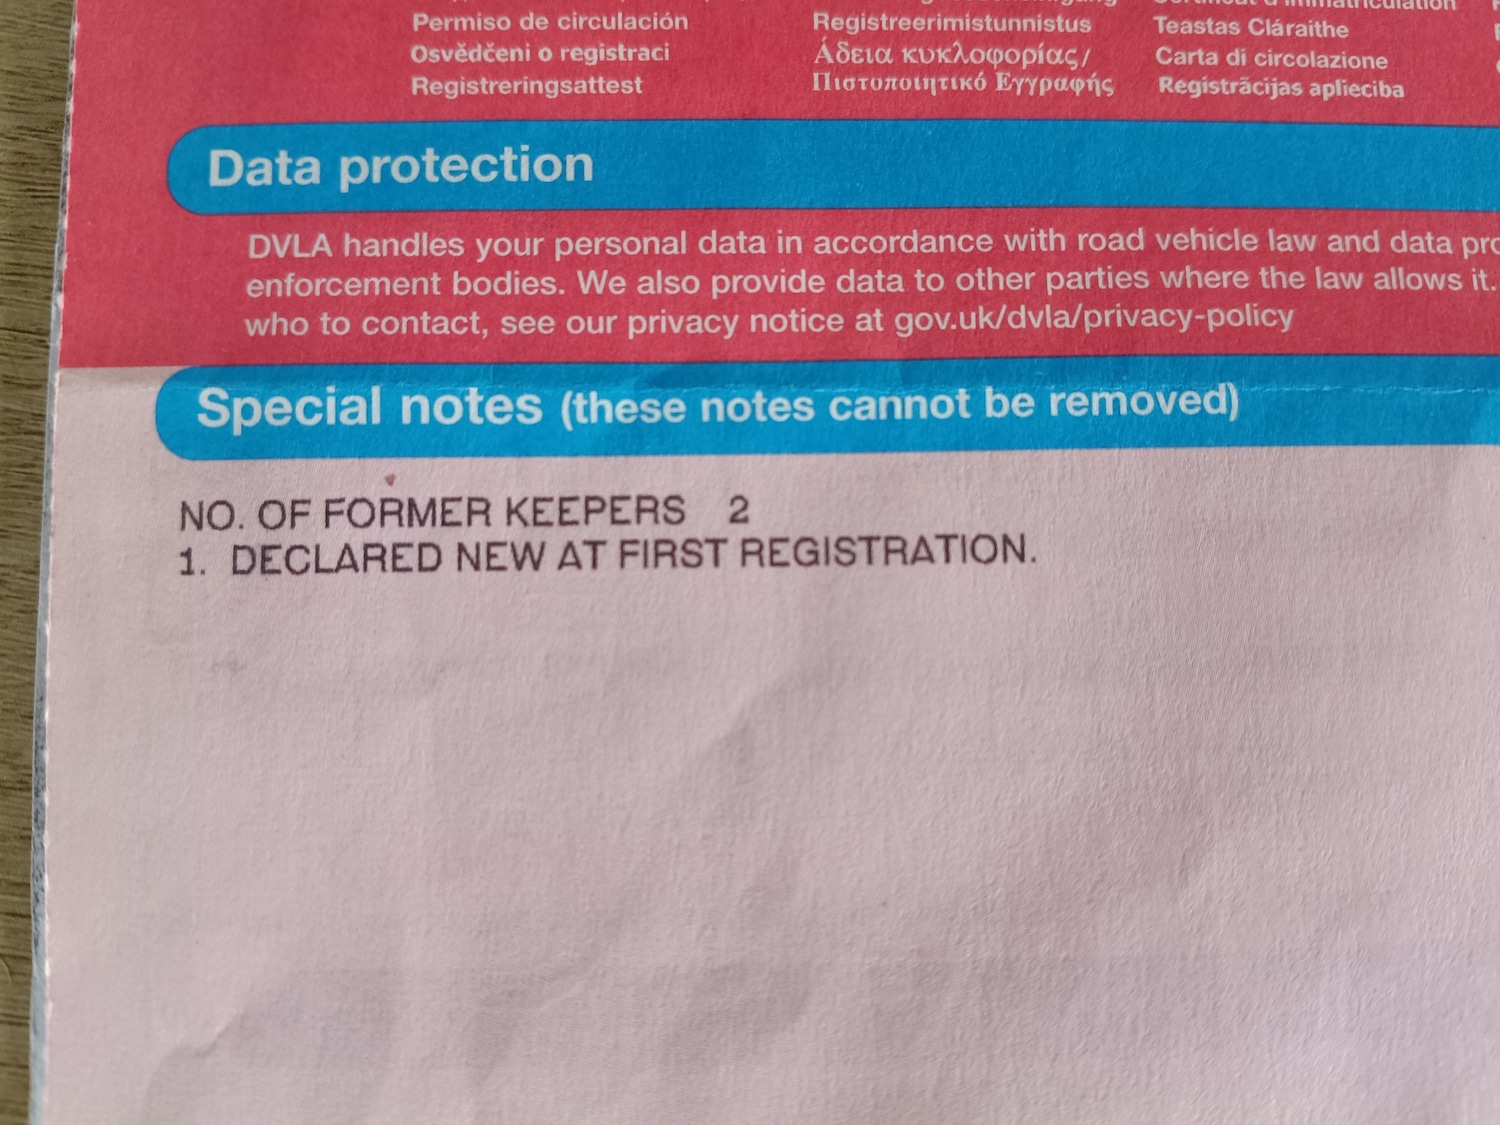 Permiso de circulación
Osvědčeni o registraci
Registreringsattest
Registreerimistunnistus
Άδεια κυκλοφορίας/
Πιστοποιητικό Εγγραφής
Certificat d'immatriculation
Teastas Cláraithe
Carta di circolazione
Reģistrācijas apliecība
Data protection
DVLA handles your personal data in accordance with road vehicle law and data
enforcement bodies. We also provide data to other parties where the law allows it.
who to contact, see our privacy notice at gov.uk/dvla/privacy-policy
Special notes (these notes cannot be removed)
NO. OF FORMER KEEPERS 2
1. DECLARED NEW AT FIRST REGISTRATION.